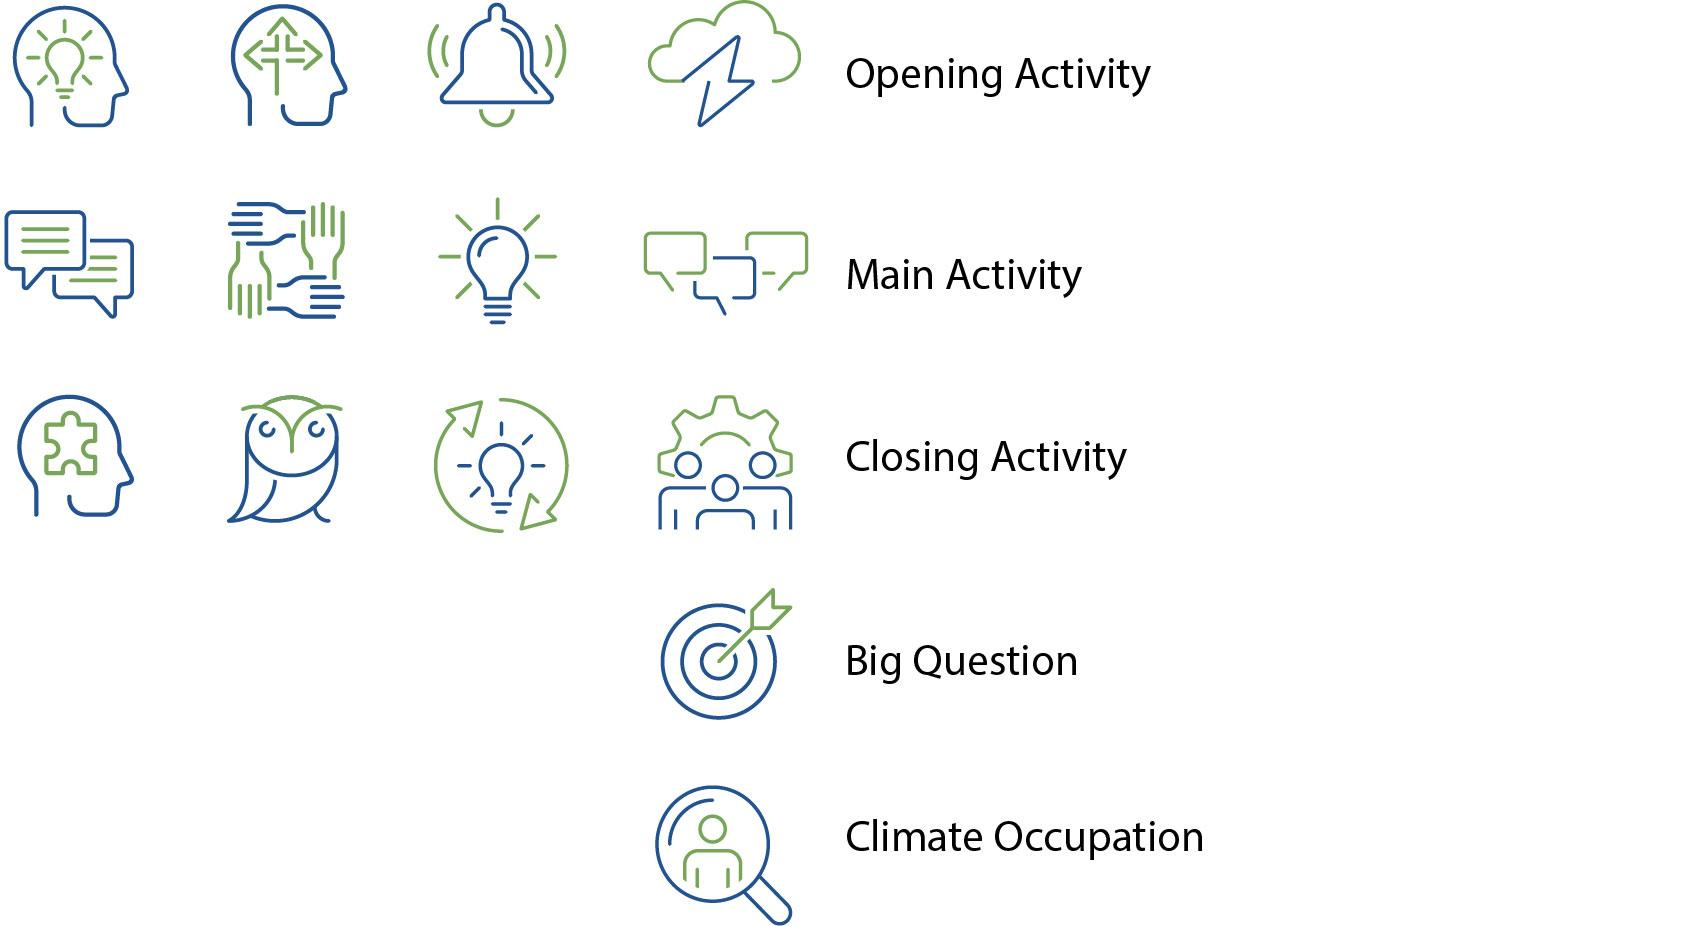 Opening Activity
Main Activity
Closing Activity
Big Question
Climate Occupation